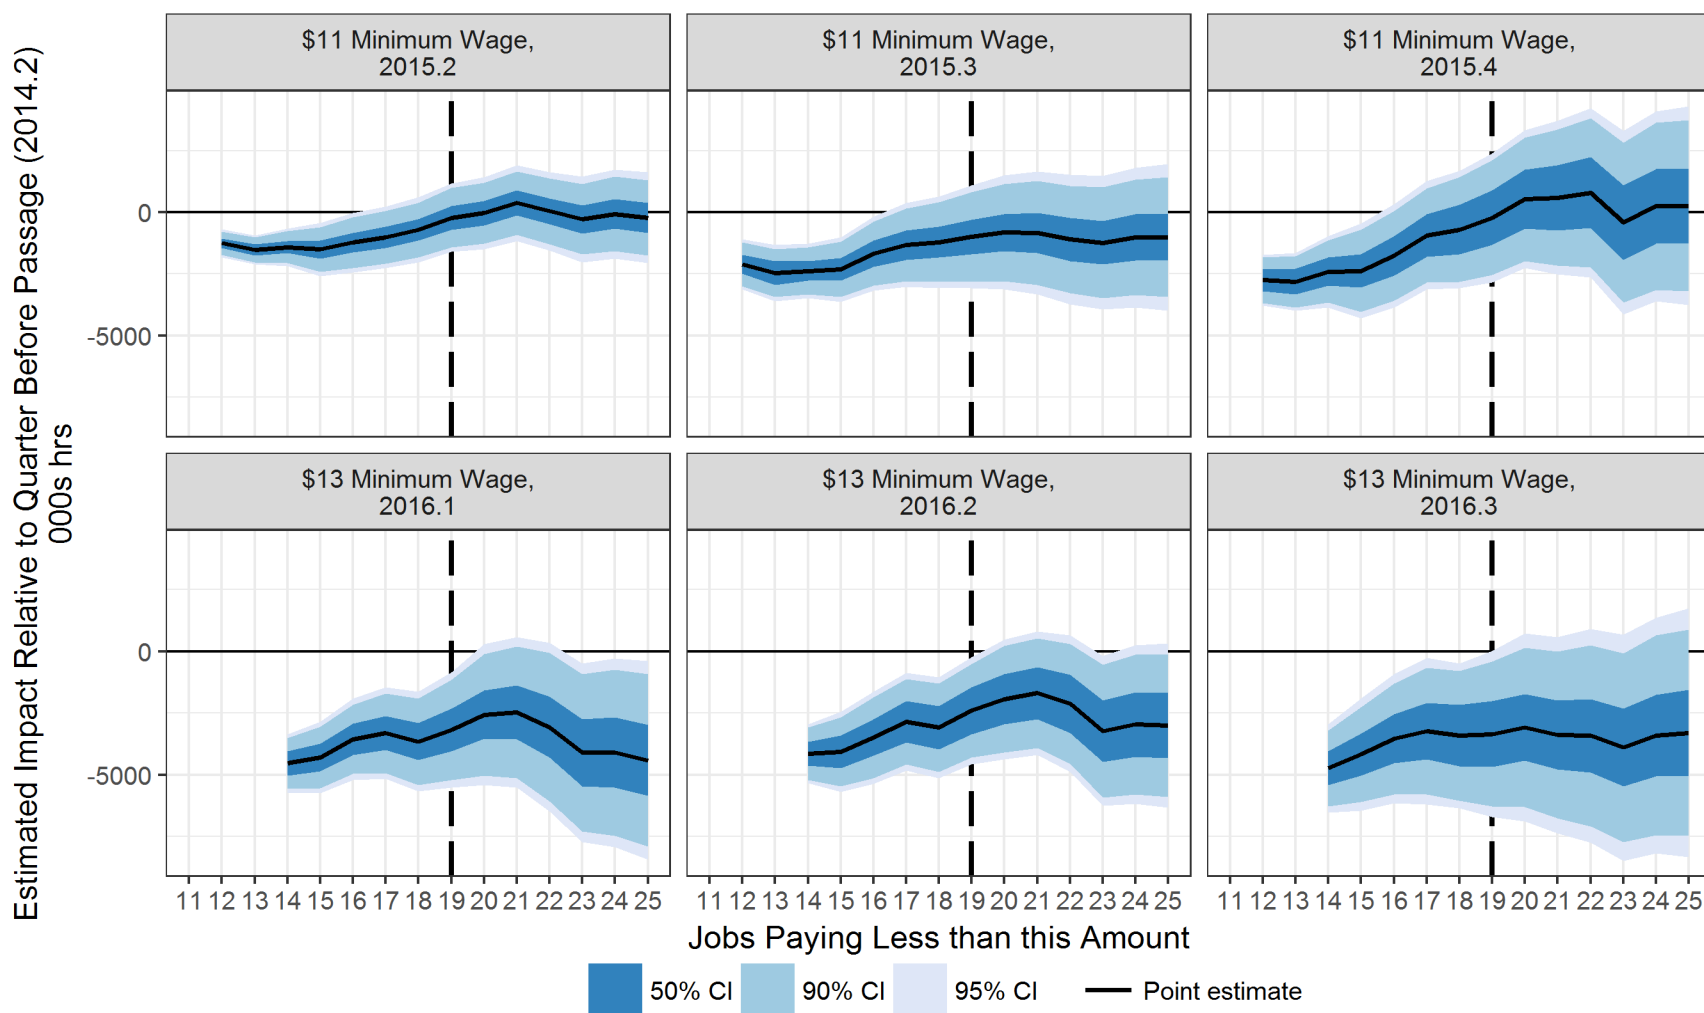 Estimated Impact Relative to Quarter Before Passage (2014.2)
000s hrs
$11 Minimum Wage,
2015.2
$11 Minimum Wage,
2015.3
$11 Minimum Wage,
2015.4
0
-5000
$13 Minimum Wage,
2016.1
$13 Minimum Wage,
2016.2
$13 Minimum Wage,
2016.3
0
-5000
11 12 13 14 15 16 17 18 19 20 21 22 23 24 25
11 12 13 14 15 16 17 18 19 20 21 22 23 24 25
11 12 13 14 15 16 17 18 19 20 21 22 23 24 25
Jobs Paying Less than this Amount
50% CI 90% CI 95% CI Point estimate